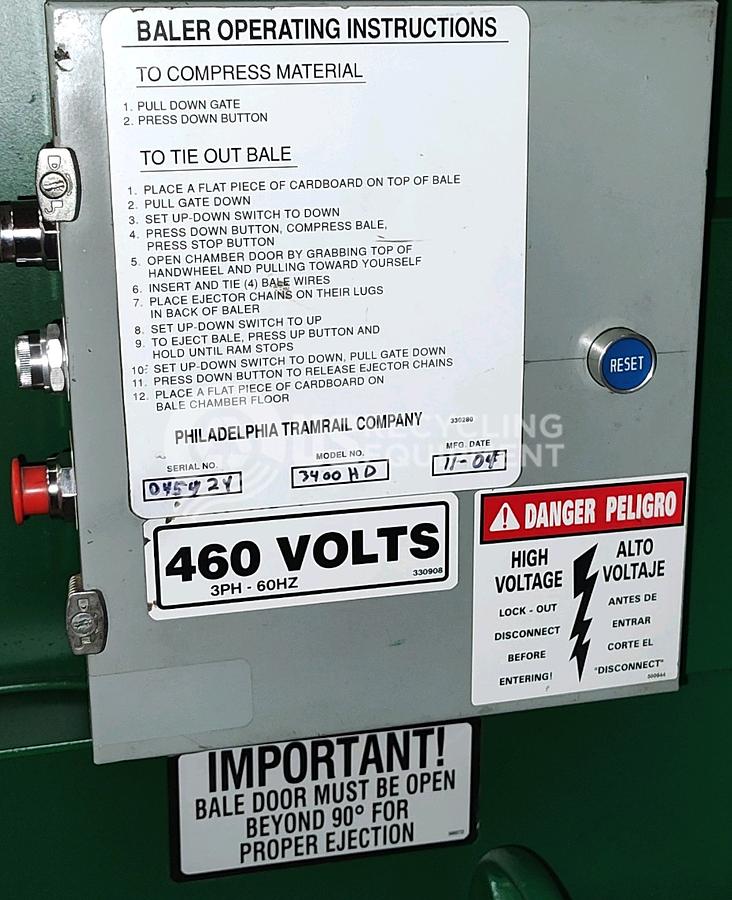 BALER OPERATING INSTRUCTIONS
TO COMPRESS MATERIAL
1. PULL DOWN GATE
2. PRESS DOWN BUTTON
TO TIE OUT BALE
1. PLACE A FLAT PIECE OF CARDBOARD ON TOP OF BALE
2. PULL GATE DOWN
3. SET UP-DOWN SWITCH TO DOWN
4. PRESS DOWN BUTTON, COMPRESS BALE,
PRESS STOP BUTTON
5. OPEN CHAMBER DOOR BY GRABBING TOP OF
HANDWHEEL AND PULLING TOWARD YOURSELF
6. INSERT AND TIE (4) BALE WIRES
7. PLACE EJECTOR CHAINS ON THEIR LUGS
IN BACK OF BALER
8. SET UP-DOWN SWITCH TO UP
9. TO EJECT BALE, PRESS UP BUTTON AND
HOLD UNTIL RAM STOPS
10. SET UP-DOWN SWITCH TO DOWN, PULL GATE DOWN
11. PRESS DOWN BUTTON TO RELEASE EJECTOR CHAINS
12. PLACE A FLAT PIECE OF CARDBOARD ON
BALE CHAMBER FLOOR
PHILADELPHIA TRAMRAIL COMPANY 330280
SERIAL NO. MODEL NO. MFG. DATE
3400 HD
RESET
US RECYCLING
EQUIPMENT
460 VOLTS
3PH - 60HZ 330908
DANGER PELIGRO
HIGH
VOLTAGE
LOCK - OUT
DISCONNECT
BEFORE
ENTERING!
ALTO
VOLTAJE
ANTES DE
ENTRAR
CORTE EL
"DISCONNECT"
IMPORTANT!
BALE DOOR MUST BE OPEN
BEYOND 90° FOR
PROPER EJECTION